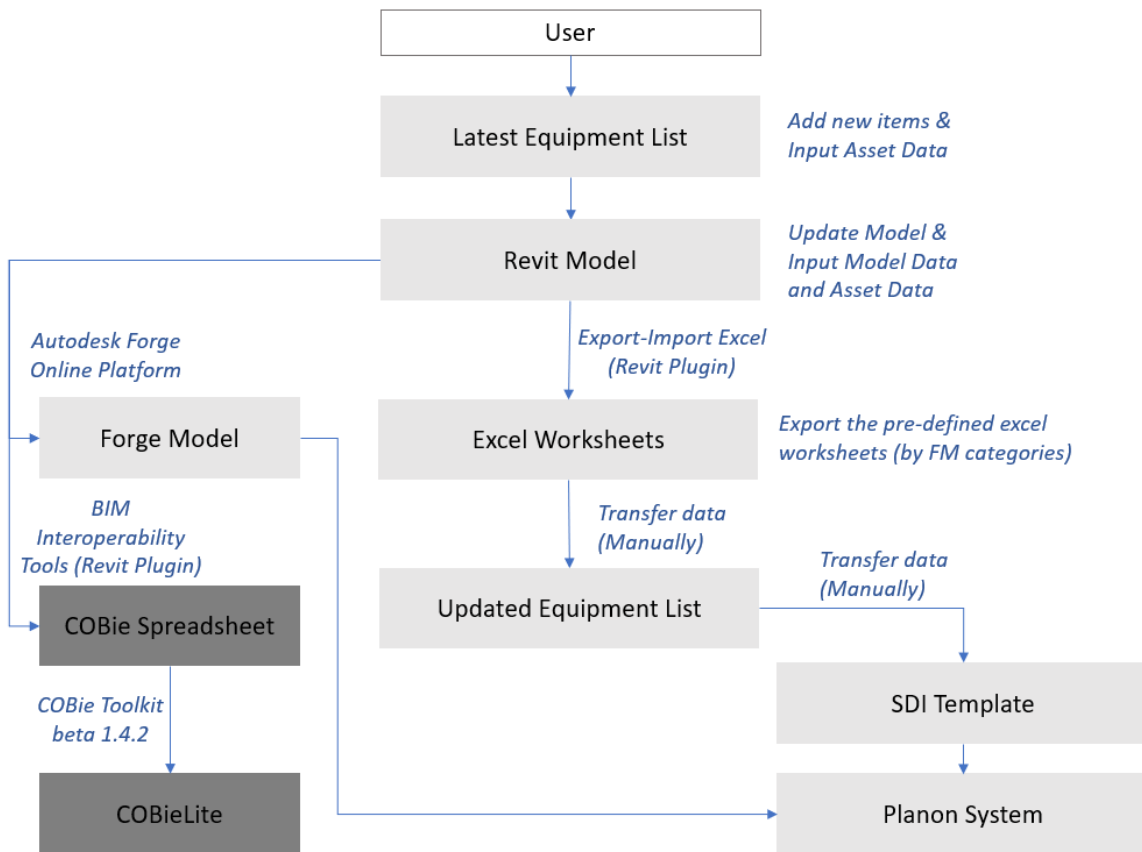 User
Latest Equipment List
Add new items &
Input Asset Data
Revit Model
Update Model &
Input Model Data
and Asset Data
Autodesk Forge
Online Platform
Export-Import Excel
(Revit Plugin)
Forge Model
Excel Worksheets
Export the pre-defined excel
worksheets (by FM categories)
BIM
Interoperability
Tools (Revit Plugin)
Transfer data
(Manually)
Transfer data
(Manually)
COBie Spreadsheet
Updated Equipment List
COBie Toolkit
beta 1.4.2
SDI Template
COBieLite
Planon System